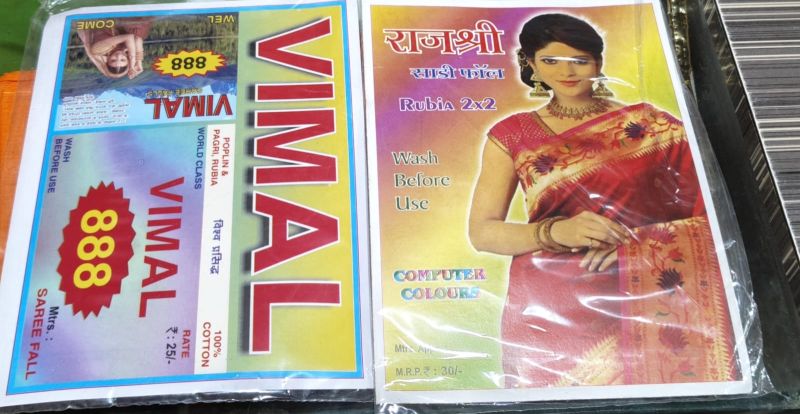 VIMAL
WEL
COME
888
VIMAL
POPLIN &
PAGRI, RUBIA
WORLD CLASS
विश्व प्रसिद्ध
100%
COTTON
WASH
BEFORE USE
VIMAL
888
RATE
₹ : 25/-
Mtrs. :
SAREE FALL
राजश्री
साडी फॉल
RUBIA 2x2
Wash
Before
Use
COMPUTER
COLOURS
M.R.P.₹ : 30/-